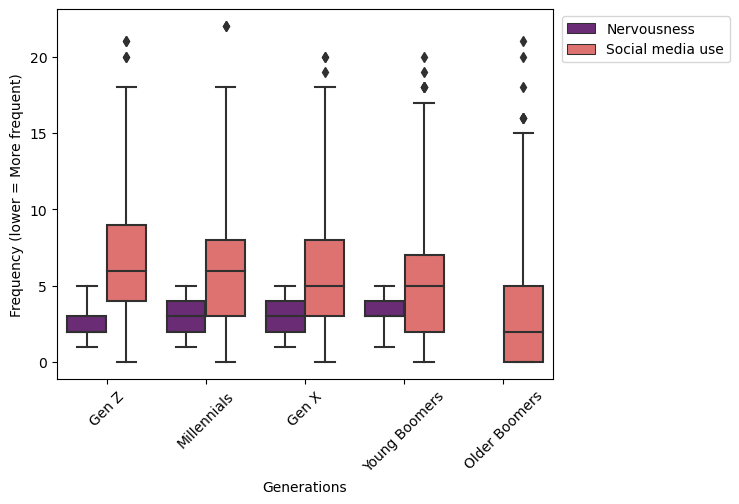 Nervousness
Social media use
Frequency (lower = More frequent)
20
15
10
5
0
Gen Z
Millennials
Gen X
Young Boomers
Older Boomers
Generations